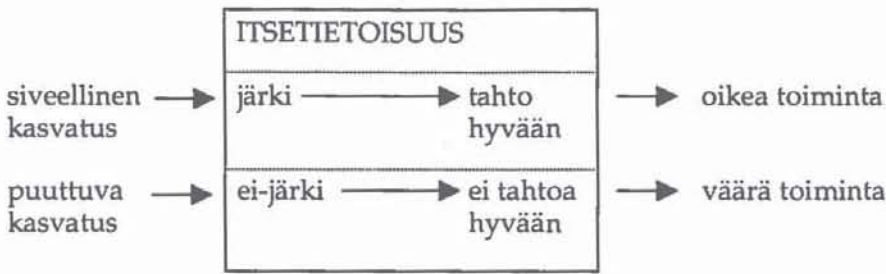 ITSETIETOISUUS
siveellinen järki tahto oikea toiminta
kasvatus hyvään
puuttuva ei-järki ei tahtoa väärä toiminta
kasvatus hyvään